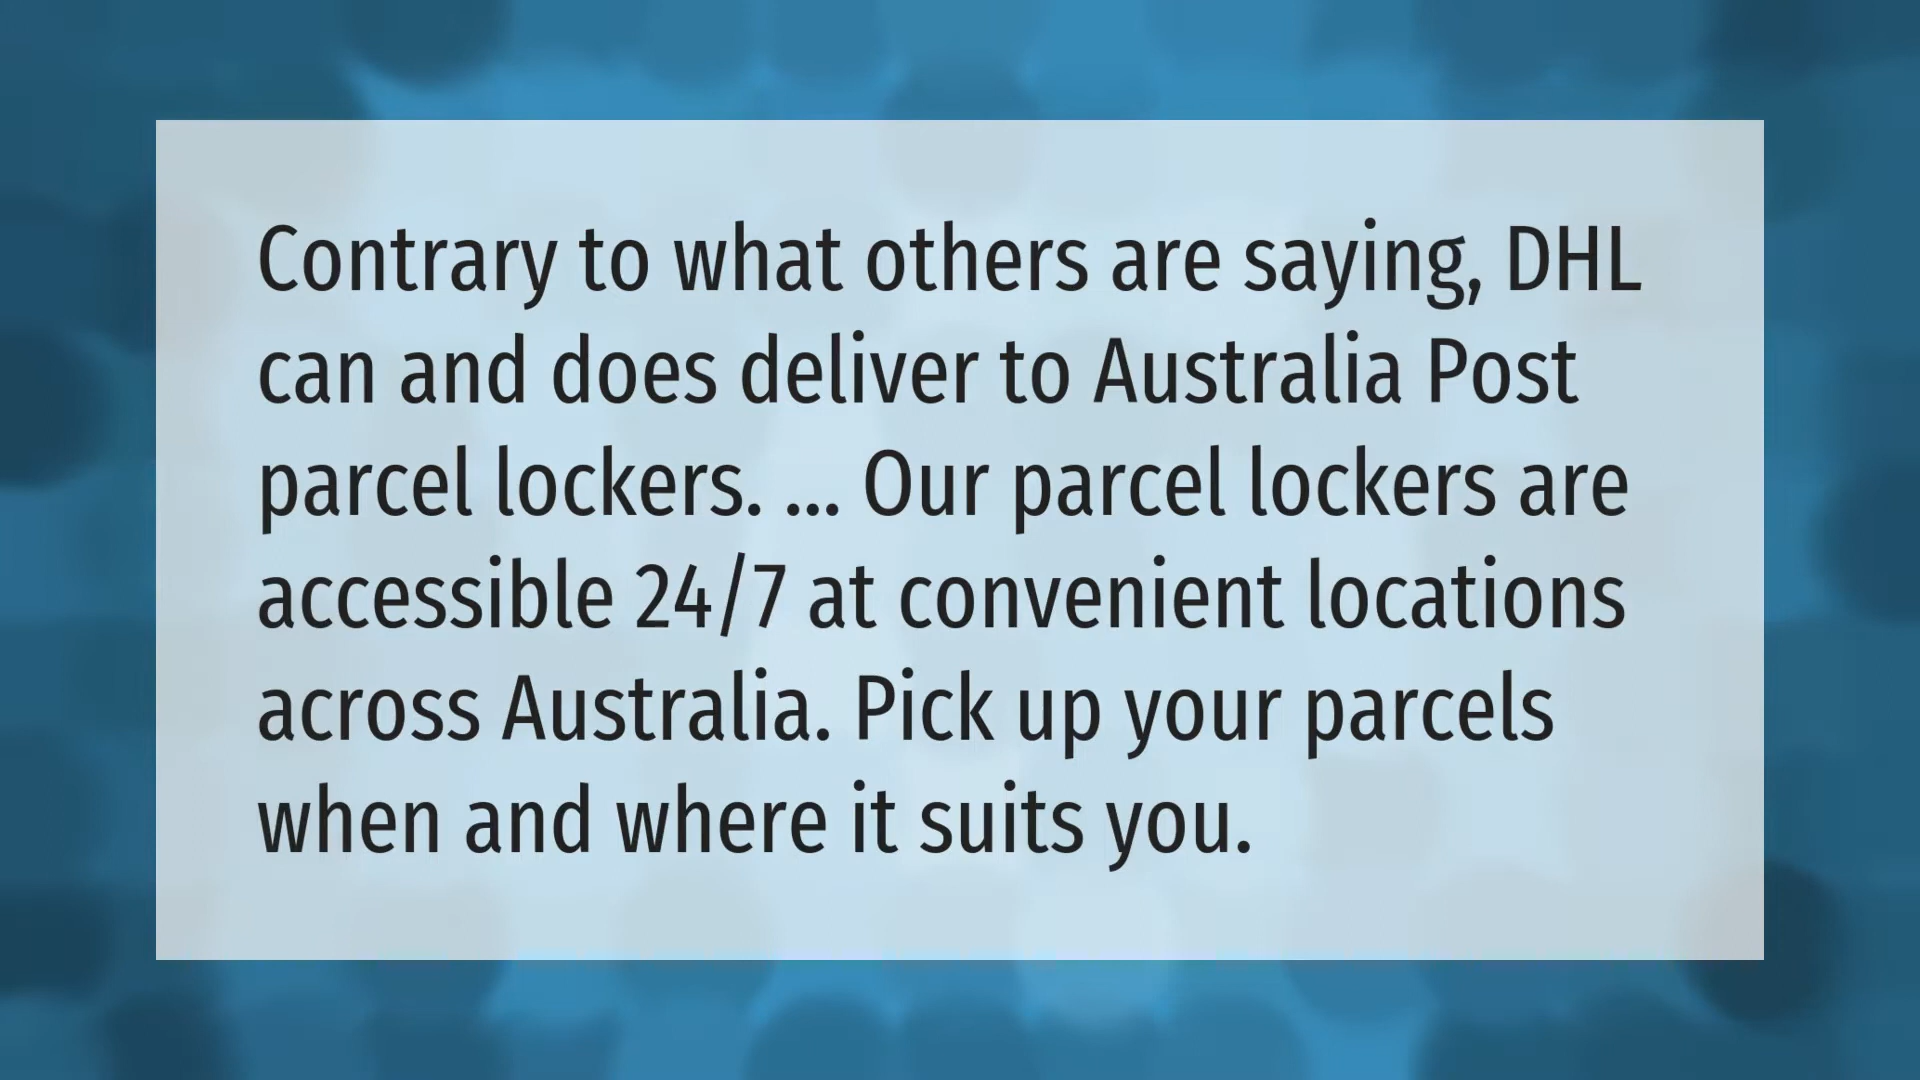 Contrary to what others are saying, DHL
can and does deliver to Australia Post
parcel lockers. ... Our parcel lockers are
accessible 24/7 at convenient locations
across Australia. Pick up your parcels
when and where it suits you.